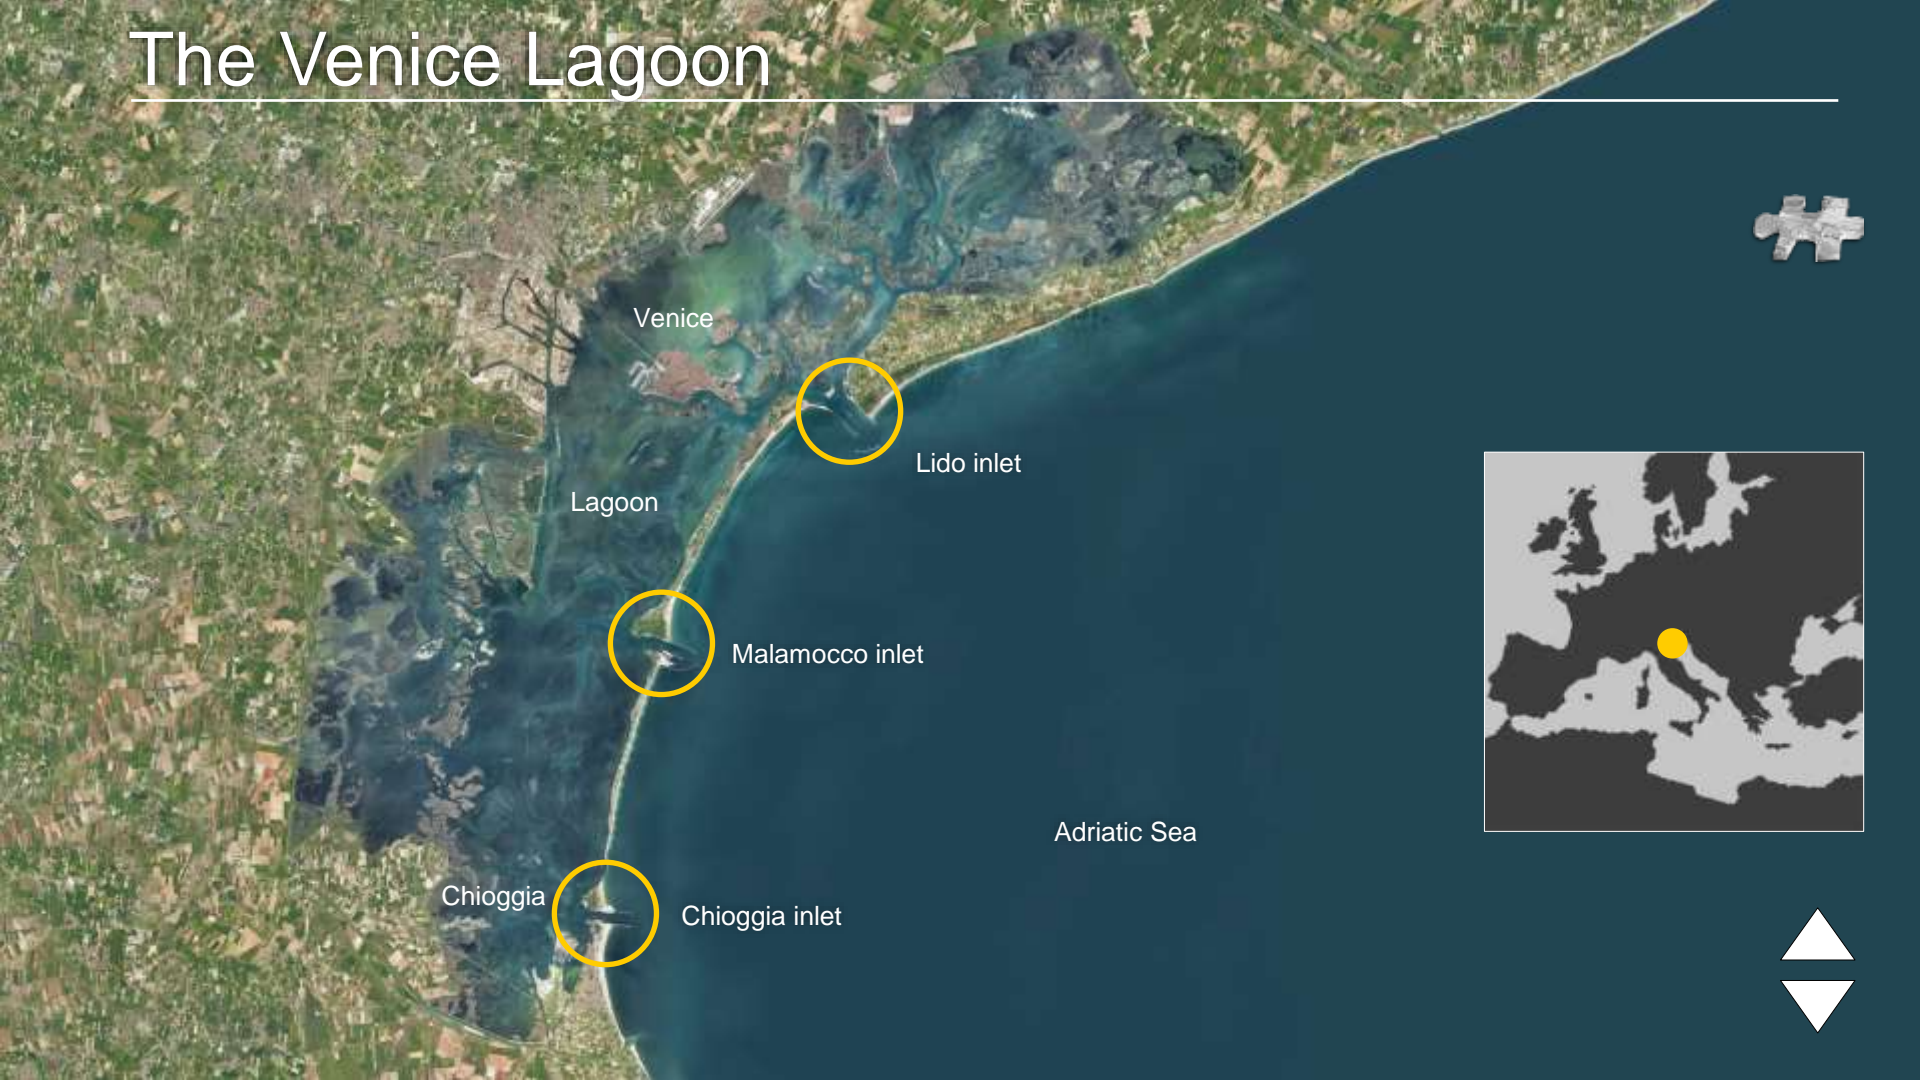 The Venice Lagoon
Venice
Lido inlet
Lagoon
Malamocco inlet
Adriatic Sea
Chioggia
Chioggia inlet